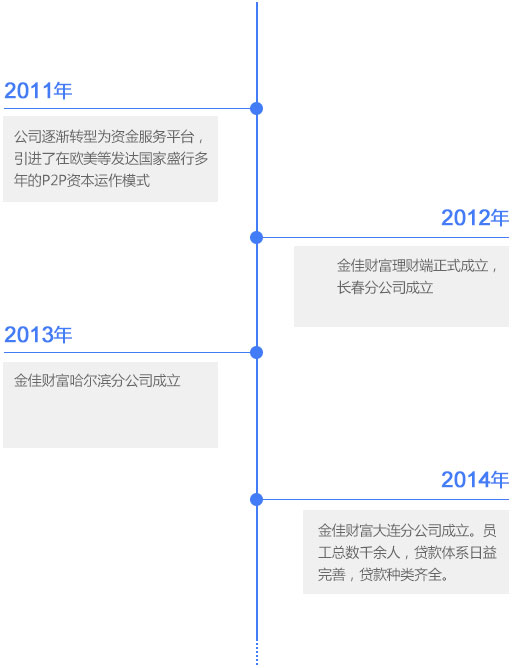 2011年
公司逐渐转型为资金服务平台，
引进了在欧美等发达国家盛行多
年的P2P资本运作模式
2012年
金佳财富理财端正式成立，
长春分公司成立
2013年
金佳财富哈尔滨分公司成立
2014年
金佳财富大连分公司成立。员
工总数千余人，贷款体系日益
完善，贷款种类齐全。